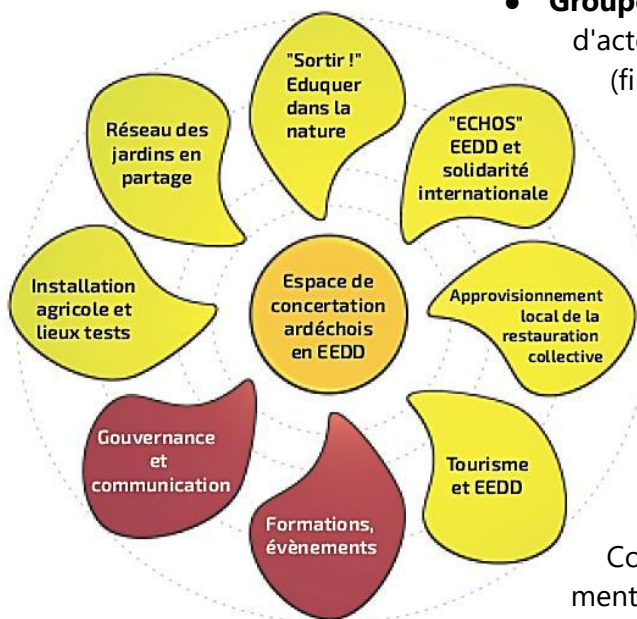 ● Groupe
d'acte
(fi
"Sortir !"
Eduquer
dans la
nature
"ECHOS"
EEDD et
solidarité
internationale
Réseau des
jardins en
partage
Installation
agricole et
lieux tests
Espace de
concertation
ardéchois
en EEDD
Approvisionnement
local de la
restauration
collective
Gouvernance
et
communication
Formations,
évènements
Tourisme
et EEDD
Co
ment